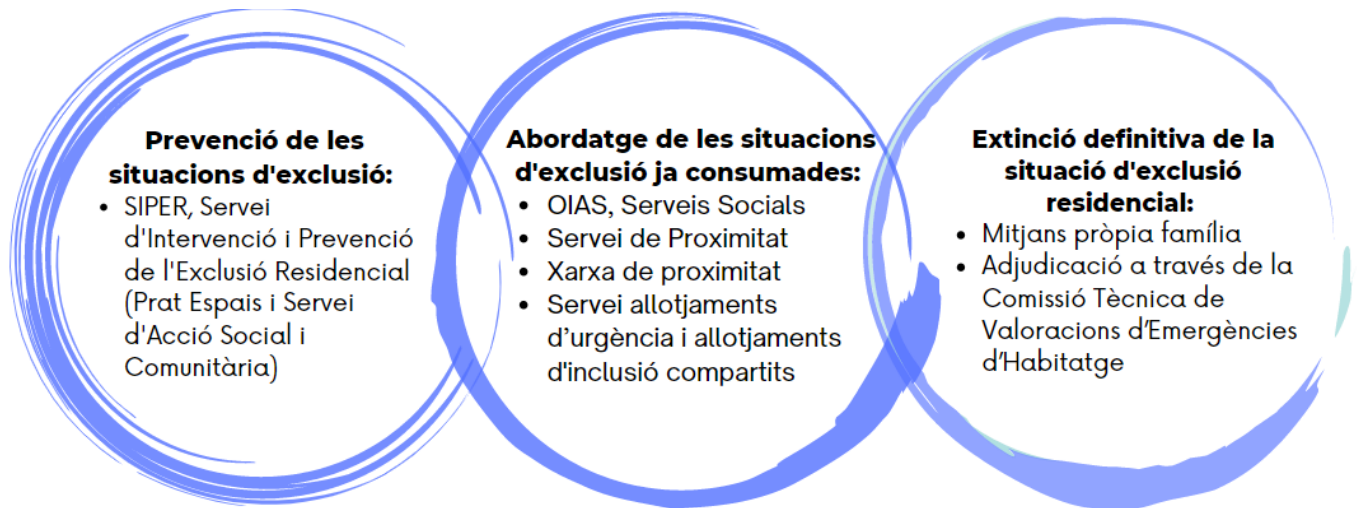 Prevenció de les
situacions d'exclusió:
• SIPER, Servei
d'Intervenció i Prevenció
de l'Exclusió Residencial
(Prat Espais i Servei
d'Acció Social i
Comunitària)
Abordatge de les situacions
d'exclusió ja consumades:
• OIAS, Serveis Socials
• Servei de Proximitat
• Xarxa de proximitat
• Servei allotjaments
d’urgència i allotjaments
d'inclusió compartits
Extinció definitiva de la
situació d'exclusió
residencial:
• Mitjans pròpia família
• Adjudicació a través de la
Comissió Tècnica de
Valoracions d’Emergències
d’Habitatge